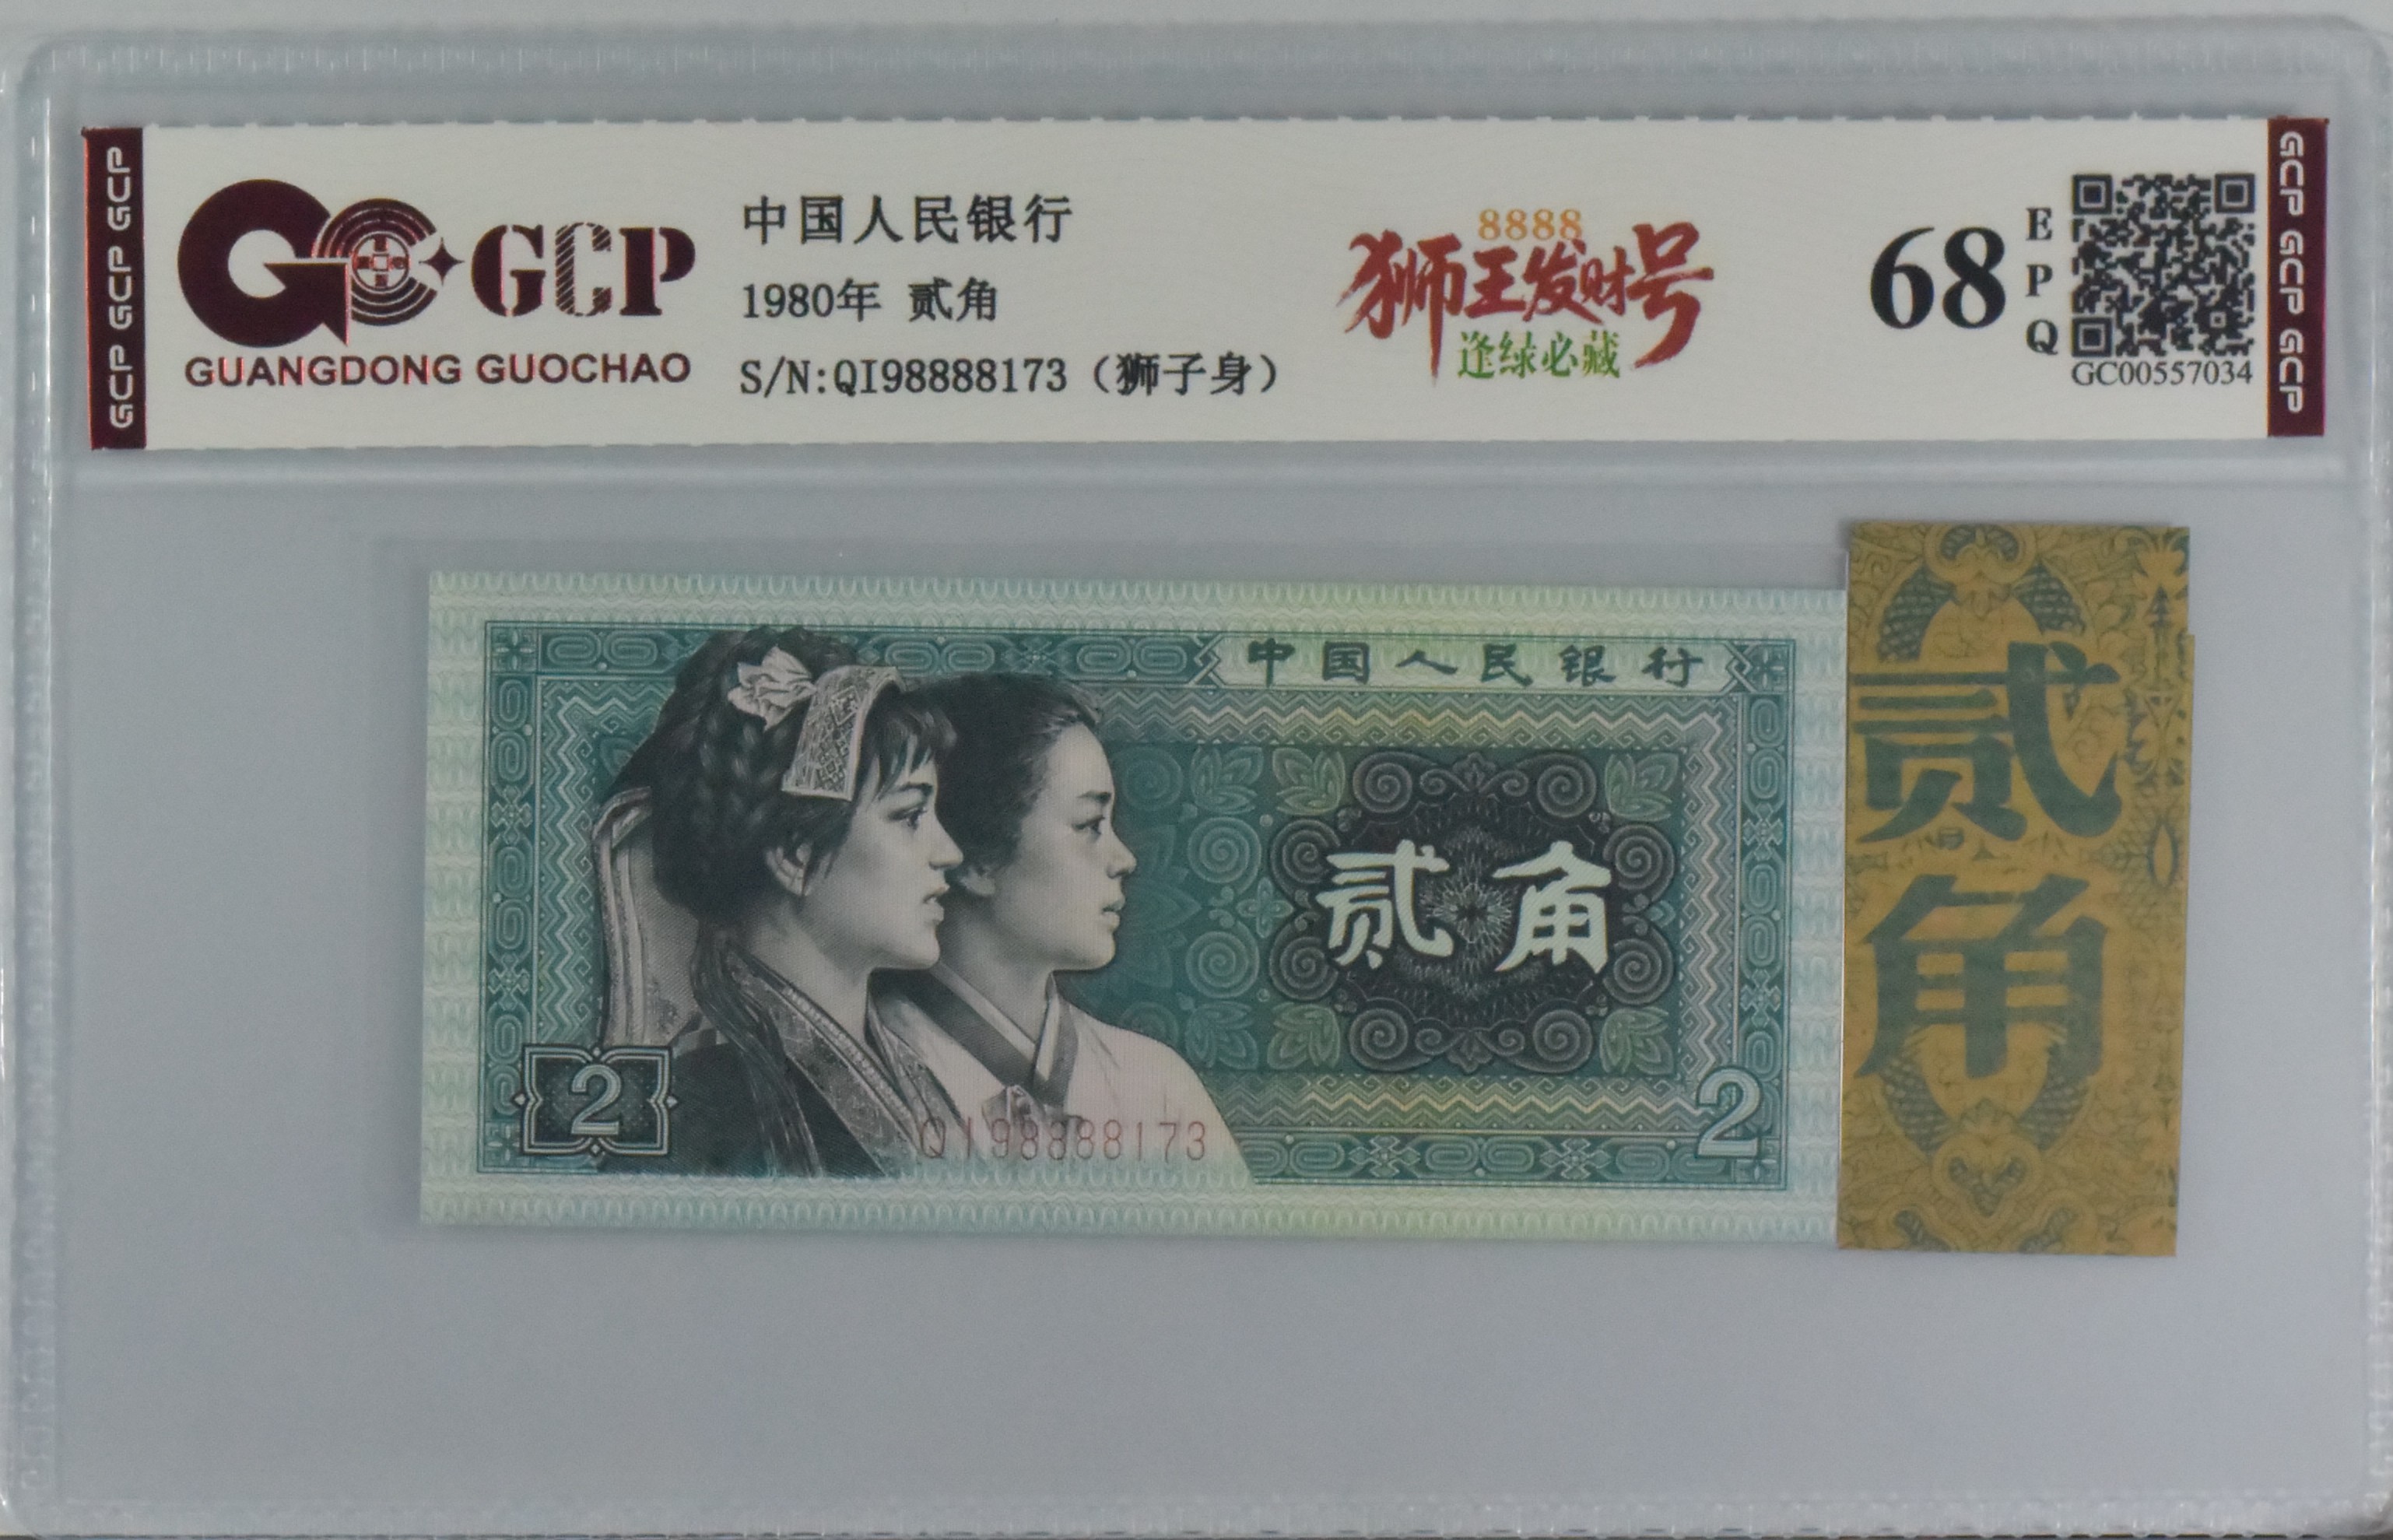 GCP GCP GCP
GCP
GUANGDONG GUOCHAO
中国人民银行
1980年 贰角
S/N:QI98888173（狮子身）
8888
狮王发财号
逢绿必藏
68
EPQ
GC00557034
GCP GCP GCP
中国人民银行
贰角
2
QI98888173
2
贰角